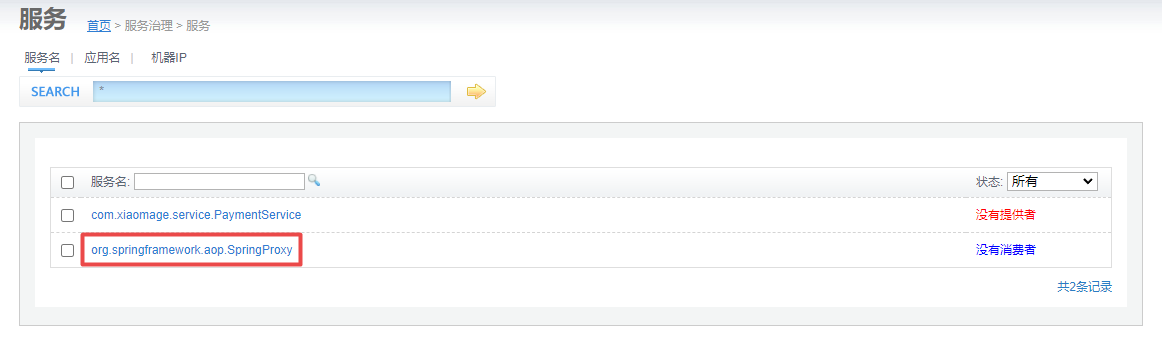 服务 首页 > 服务治理 > 服务
服务名 | 应用名 | 机器IP
SEARCH *
服务名: 状态: 所有
com.xiaomage.service.PaymentService 没有提供者
org.springframework.aop.SpringProxy 没有消费者
共2条记录